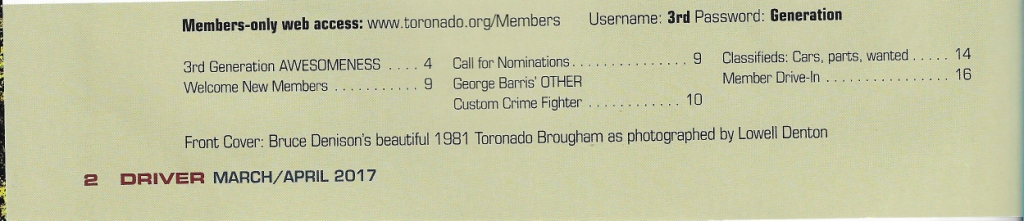 Members-only web access: www.toronado.org/Members Username: 3rd Password: Generation
3rd Generation AWESOMENESS .... 4
Welcome New Members .......... 9
Call for Nominations............... 9
George Barris' OTHER
Custom Crime Fighter ............ 10
Classifieds: Cars, parts, wanted ..... 14
Member Drive-In ................ 16
Front Cover: Bruce Denison's beautiful 1981 Toronado Brougham as photographed by Lowell Denton
2 DRIVER MARCH/APRIL 2017